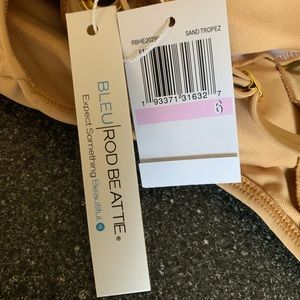 BLEU|ROD BEATTIE®
Expect Something Beautiful
SAND TROPEZ
1 93371 31632 7
6